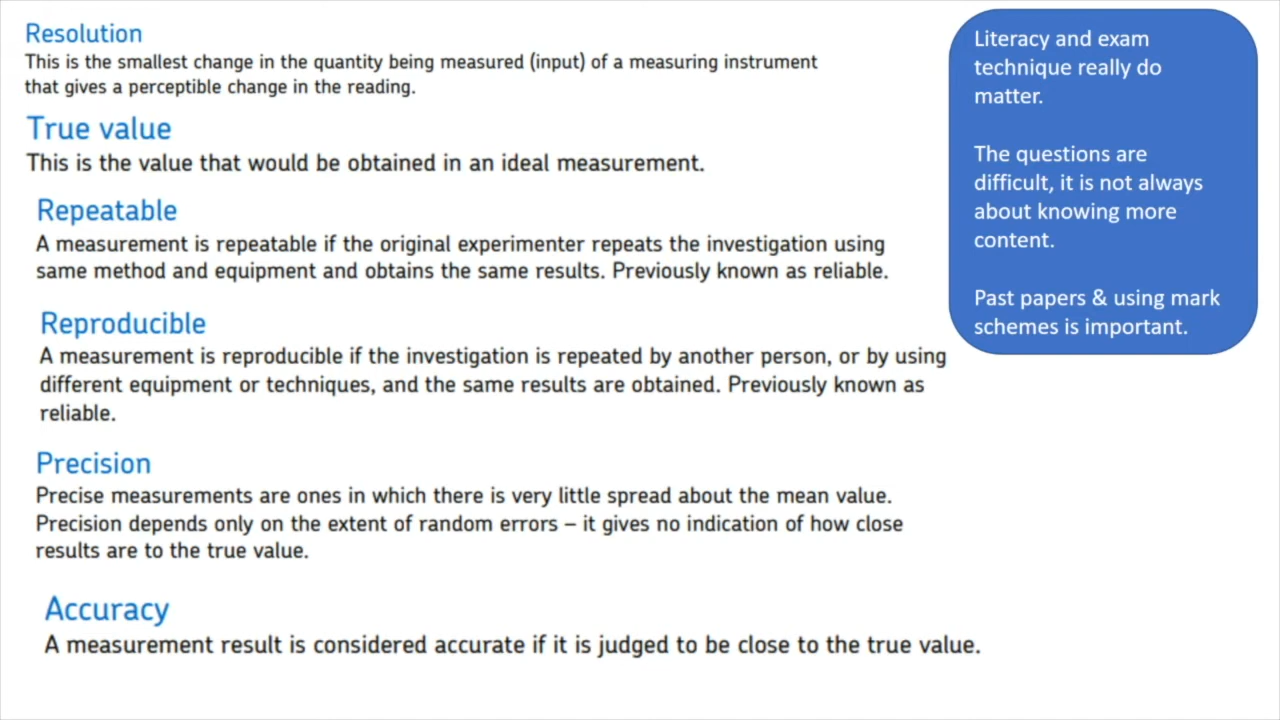 Resolution
This is the smallest change in the quantity being measured (input) of a measuring instrument
that gives a perceptible change in the reading.
True value
This is the value that would be obtained in an ideal measurement.
Repeatable
A measurement is repeatable if the original experimenter repeats the investigation using
same method and equipment and obtains the same results. Previously known as reliable.
Reproducible
A measurement is reproducible if the investigation is repeated by another person, or by using
different equipment or techniques, and the same results are obtained. Previously known as
reliable.
Precision
Precise measurements are ones in which there is very little spread about the mean value.
Precision depends only on the extent of random errors – it gives no indication of how close
results are to the true value.
Accuracy
A measurement result is considered accurate if it is judged to be close to the true value.
Literacy and exam
technique really do
matter.
The questions are
difficult, it is not always
about knowing more
content.
Past papers & using mark
schemes is important.